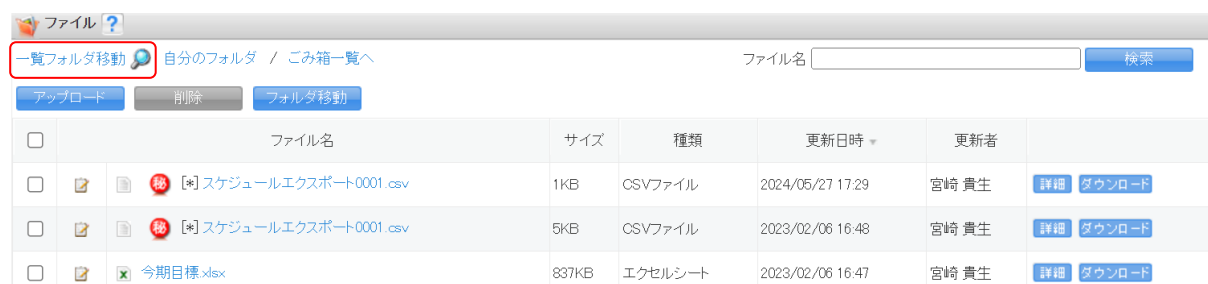 ファイル ?
一覧フォルダ移動 自分のフォルダ / ごみ箱一覧へ ファイル名 検索
アップロード 削除 フォルダ移動
ファイル名 サイズ 種類 更新日時 更新者
秘 [*] スケジュールエクスポート0001.csv 1KB CSVファイル 2024/05/27 17:29 宮崎 貴生 詳細 ダウンロード
秘 [*] スケジュールエクスポート0001.csv 5KB CSVファイル 2023/02/06 16:48 宮崎 貴生 詳細 ダウンロード
今期目標.xlsx 837KB エクセルシート 2023/02/06 16:47 宮崎 貴生 詳細 ダウンロード